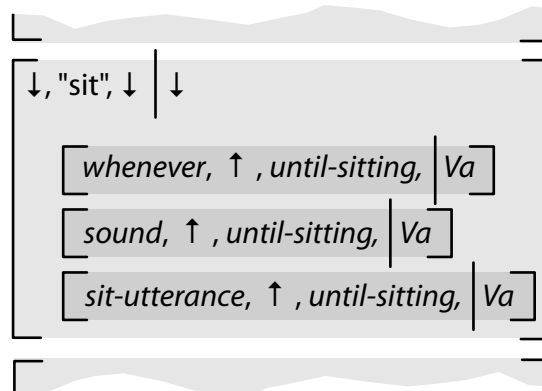 ↓, "sit", ↓ | ↓
whenever, ↑ , until-sitting, | Va
sound, ↑ , until-sitting, | Va
sit-utterance, ↑ , until-sitting, | Va